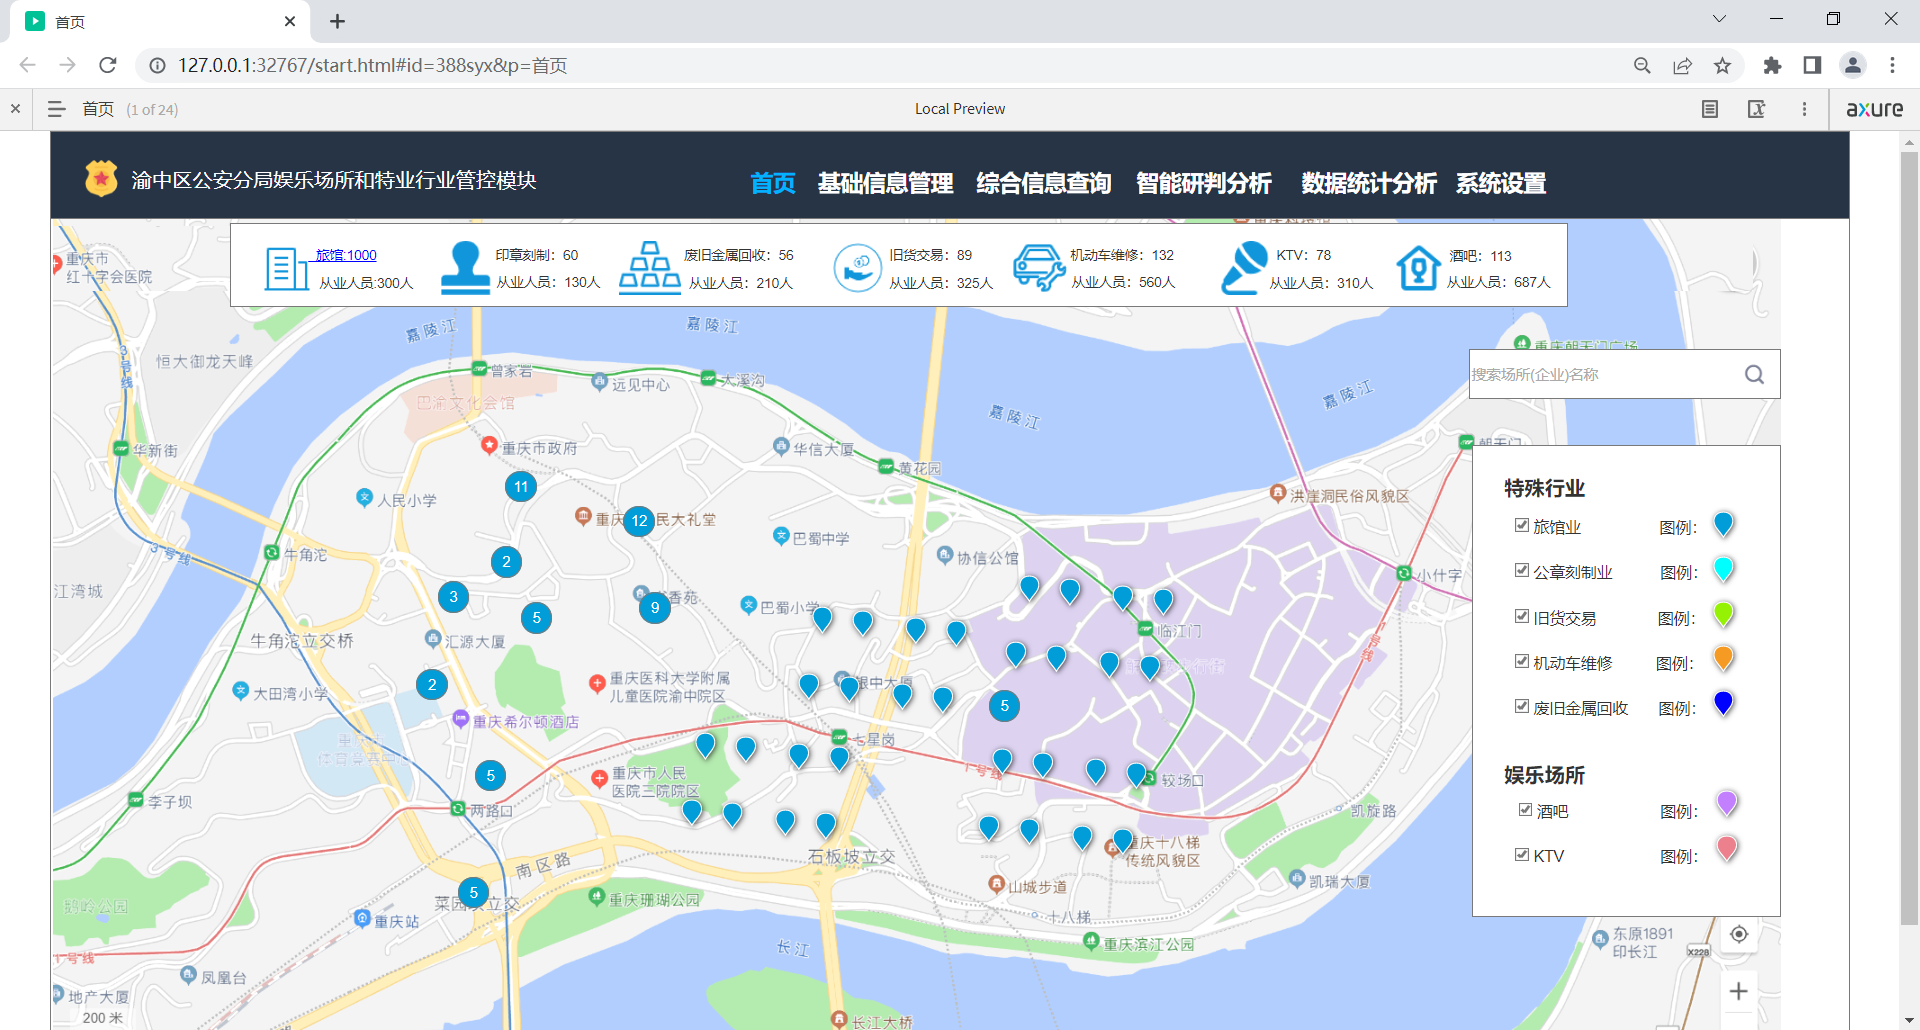 首页
127.0.0.1:32767/start.html#id=388syx&p=首页
首页 (1 of 24)
Local Preview
axure
渝中区公安分局娱乐场所和特业行业管控模块
首页 基础信息管理 综合信息查询 智能研判分析 数据统计分析 系统设置
旅馆:1000
从业人员:300人
印章刻制：60
从业人员：130人
废旧金属回收：56
从业人员：210人
旧货交易：89
从业人员：325人
机动车维修：132
从业人员：560人
KTV：78
从业人员：310人
酒吧：113
从业人员：687人
搜索场所(企业)名称
特殊行业
旅馆业 图例：
公章刻制业 图例：
旧货交易 图例：
机动车维修 图例：
废旧金属回收 图例：
娱乐场所
酒吧 图例：
KTV 图例：
重庆市
红十字会医院
嘉陵江
嘉陵江
嘉陵江
嘉陵江
重庆朝天门广场
恒大御龙天峰
3号线
曾家岩
远见中心
大溪沟
巴渝文化会馆
华新街
重庆市政府
华信大厦
黄花园
朝天门
11
人民小学
洪崖洞民俗风貌区
12
民大礼堂
巴蜀中学
3号线
牛角沱
2
协信公馆
小什字
江湾城
3
香苑
9
5
巴蜀小学
牛角沱立交桥
汇源大厦
临江门
1号线
2
重庆医科大学附属
儿童医院渝中院区
大田湾小学
银中大厦
5
重庆希尔顿酒店
七星岗
1号线
5
重庆市人民
医院三院院区
较场口
李子坝
两路口
凯旋路
石板坡立交
重庆十八梯
传统风貌区
南区路
山城步道
凯瑞大厦
5
菜园坝立交
重庆珊瑚公园
鹅岭公园
重庆站
十八梯
长江
重庆滨江公园
东原1891
印长江
X228
1号线
凤凰台
地产大厦
200 米
长江大桥